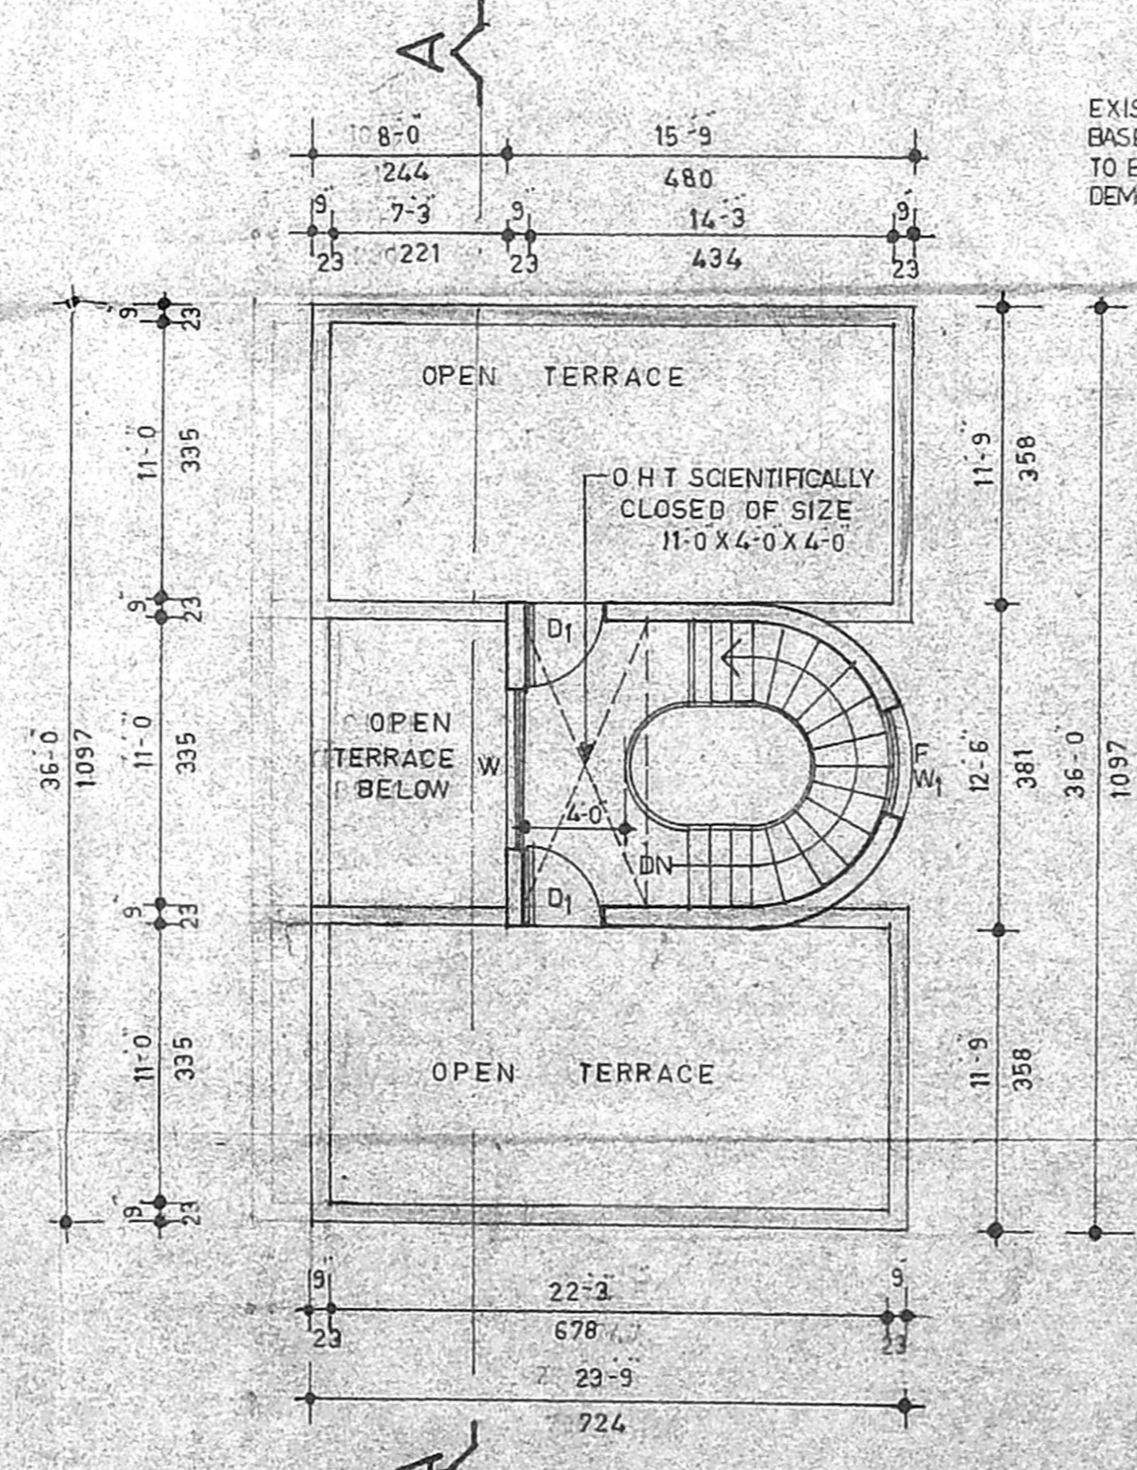 A
EXIS
BASE
TO E
DEM
8-0"
15-9"
244
480
9"
7-3"
9"
14-3"
9"
23
221
23
434
23
9"
23
11-0"
335
9"
23
11-0"
335
9"
23
11-0"
335
9"
23
36-0"
1097
OPEN TERRACE
O H T SCIENTIFICALLY
CLOSED OF SIZE
11-0"X4-0"X4-0"
D1
OPEN
TERRACE
BELOW
W
4-0"
DN
D1
F
W1
OPEN TERRACE
11-9"
358
12-6"
381
11-9"
358
36-0"
1097
9"
22-3"
9"
23
678
23
23-9"
724
A